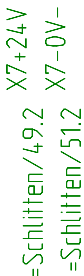 X7+24V
X7-0V-
=Schlitten/49.2
=Schlitten/51.2